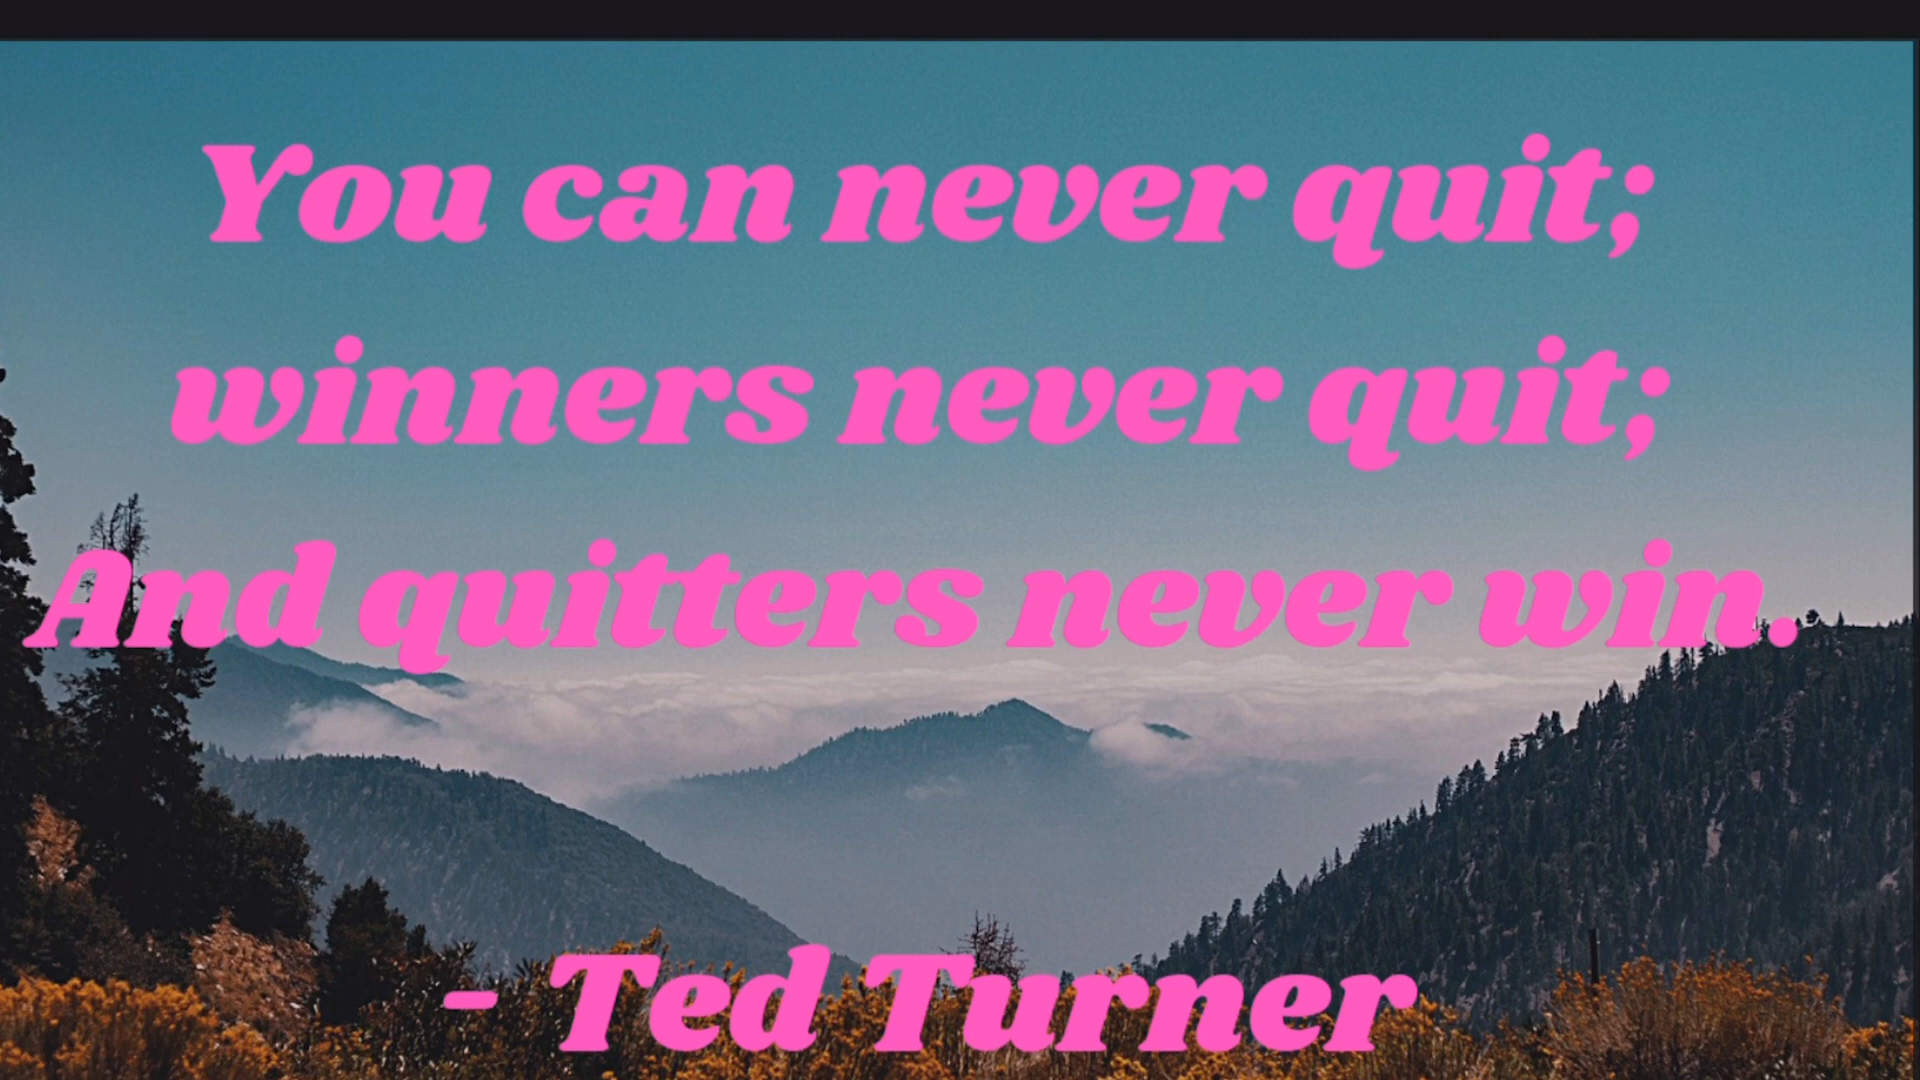 You can never quit;
winners never quit;
And quitters never win.
- Ted Turner